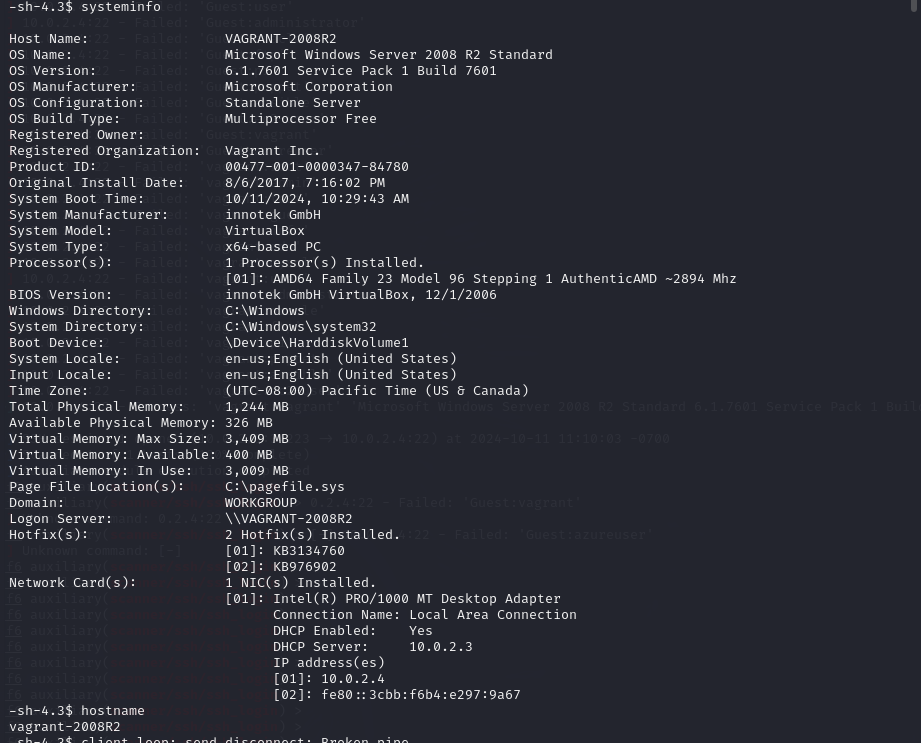 -sh-4.3$ systeminfo
Host Name: VAGRANT-2008R2
OS Name: Microsoft Windows Server 2008 R2 Standard
OS Version: 6.1.7601 Service Pack 1 Build 7601
OS Manufacturer: Microsoft Corporation
OS Configuration: Standalone Server
OS Build Type: Multiprocessor Free
Registered Owner:
Registered Organization: Vagrant Inc.
Product ID: 00477-001-0000347-84780
Original Install Date: 8/6/2017, 7:16:02 PM
System Boot Time: 10/11/2024, 10:29:43 AM
System Manufacturer: innotek GmbH
System Model: VirtualBox
System Type: x64-based PC
Processor(s): 1 Processor(s) Installed.
[01]: AMD64 Family 23 Model 96 Stepping 1 AuthenticAMD ~2894 Mhz
BIOS Version: innotek GmbH VirtualBox, 12/1/2006
Windows Directory: C:\Windows
System Directory: C:\Windows\system32
Boot Device: \Device\HarddiskVolume1
System Locale: en-us;English (United States)
Input Locale: en-us;English (United States)
Time Zone: (UTC-08:00) Pacific Time (US & Canada)
Total Physical Memory: 1,244 MB
Available Physical Memory: 326 MB
Virtual Memory: Max Size: 3,409 MB
Virtual Memory: Available: 400 MB
Virtual Memory: In Use: 3,009 MB
Page File Location(s): C:\pagefile.sys
Domain: WORKGROUP
Logon Server: \\VAGRANT-2008R2
Hotfix(s): 2 Hotfix(s) Installed.
[01]: KB3134760
[02]: KB976902
Network Card(s): 1 NIC(s) Installed.
[01]: Intel(R) PRO/1000 MT Desktop Adapter
Connection Name: Local Area Connection
DHCP Enabled: Yes
DHCP Server: 10.0.2.3
IP address(es)
[01]: 10.0.2.4
[02]: fe80::3cbb:f6b4:e297:9a67
-sh-4.3$ hostname
vagrant-2008R2
-sh-4.3$ client_loop: send disconnect: Broken pipe